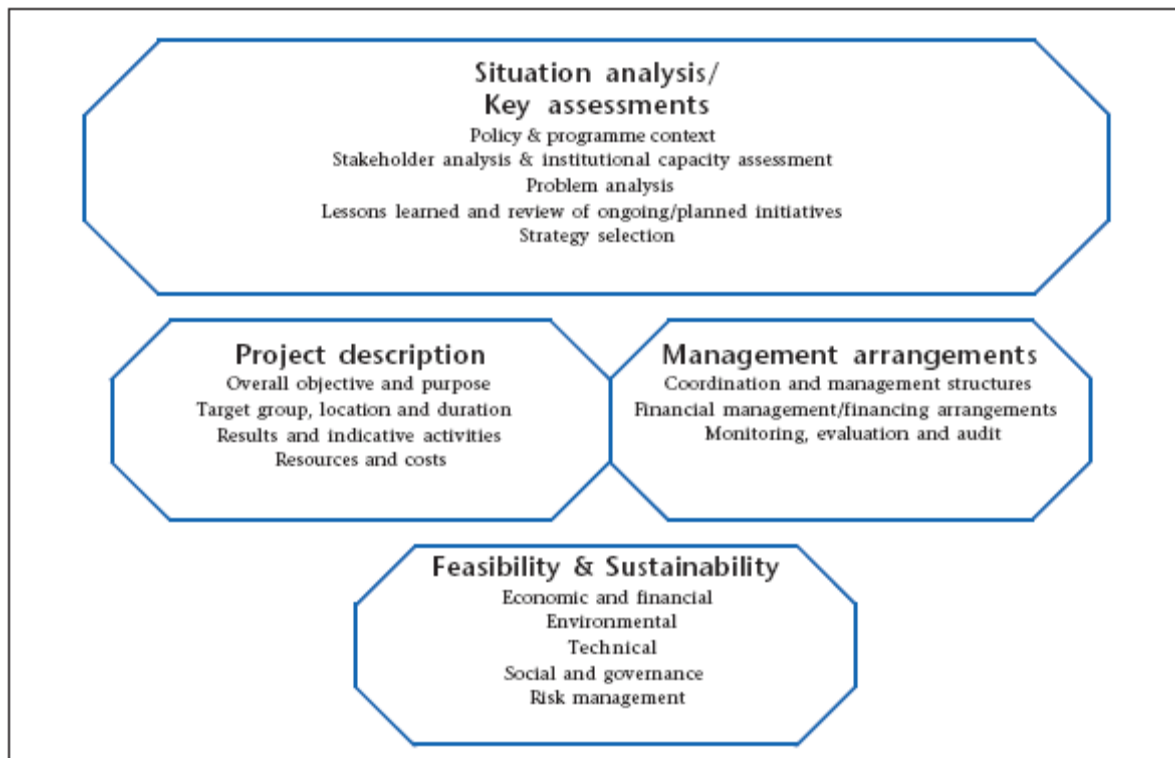 Situation analysis/
Key assessments
Policy & programme context
Stakeholder analysis & institutional capacity assessment
Problem analysis
Lessons learned and review of ongoing/planned initiatives
Strategy selection
Project description
Overall objective and purpose
Target group, location and duration
Results and indicative activities
Resources and costs
Management arrangements
Coordination and management structures
Financial management/financing arrangements
Monitoring, evaluation and audit
Feasibility & Sustainability
Economic and financial
Environmental
Technical
Social and governance
Risk management